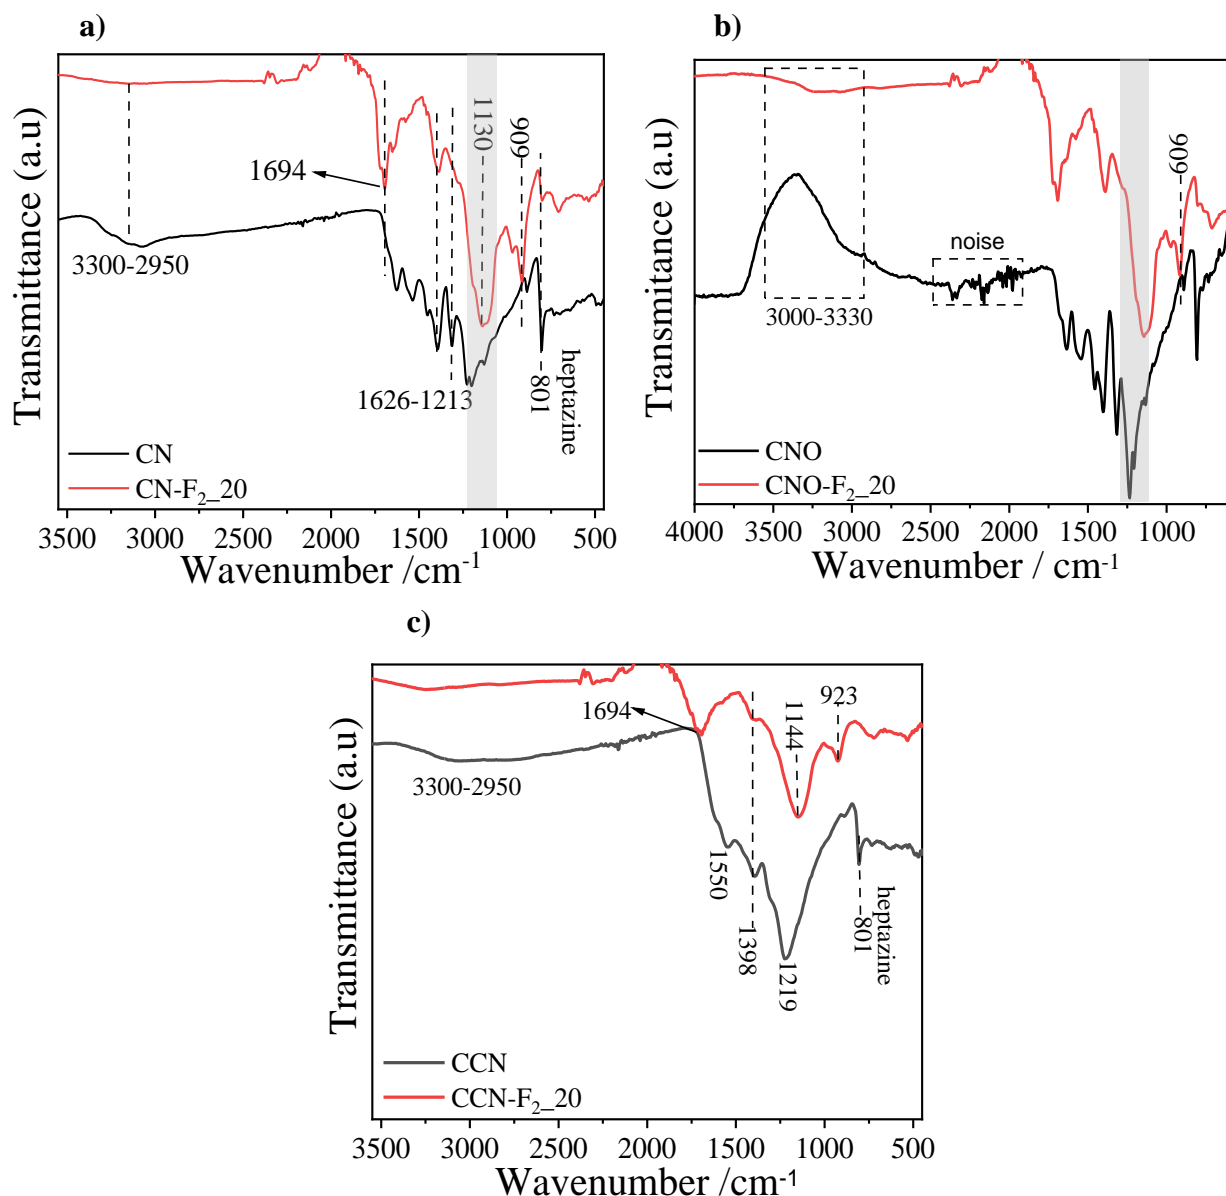 a)
Transmittance (a.u)
1694
1130
909
3300-2950
1626-1213
801
heptazine
CN
CN-F₂_20
3500 3000 2500 2000 1500 1000 500
Wavenumber /cm⁻¹
b)
Transmittance (a.u)
909
noise
3000-3330
CNO
CNO-F₂_20
4000 3500 3000 2500 2000 1500 1000
Wavenumber / cm⁻¹
c)
Transmittance (a.u)
1694
1144
923
3300-2950
1550
1398
1219
801
heptazine
CCN
CCN-F₂_20
3500 3000 2500 2000 1500 1000 500
Wavenumber /cm⁻¹